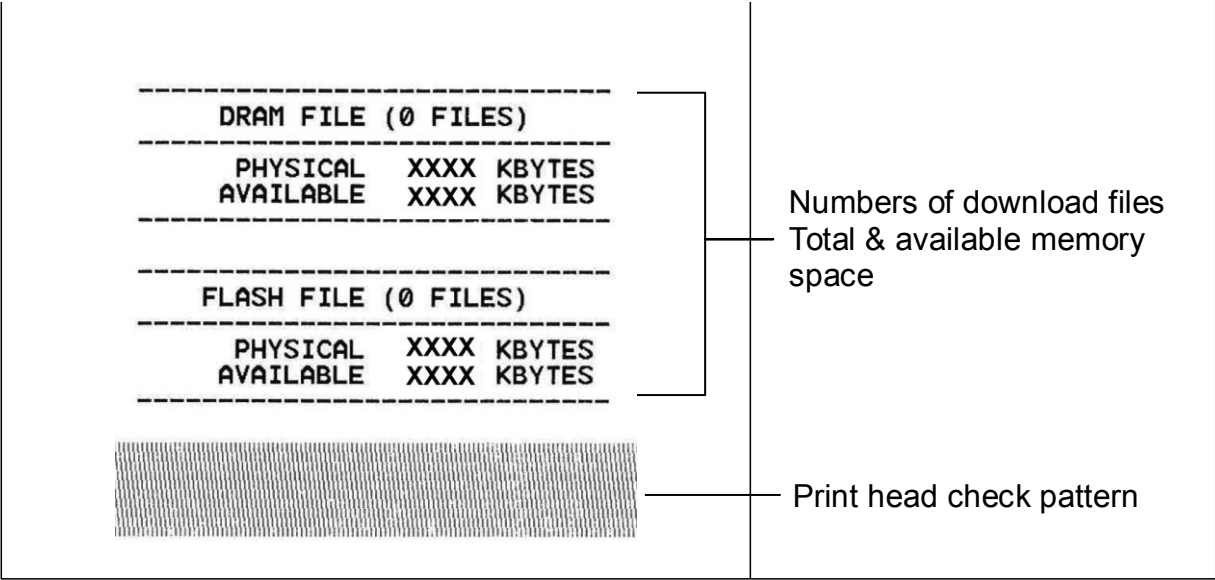 DRAM FILE (0 FILES)
PHYSICAL XXXX KBYTES
AVAILABLE XXXX KBYTES
FLASH FILE (0 FILES)
PHYSICAL XXXX KBYTES
AVAILABLE XXXX KBYTES
Numbers of download files
Total & available memory
space
Print head check pattern